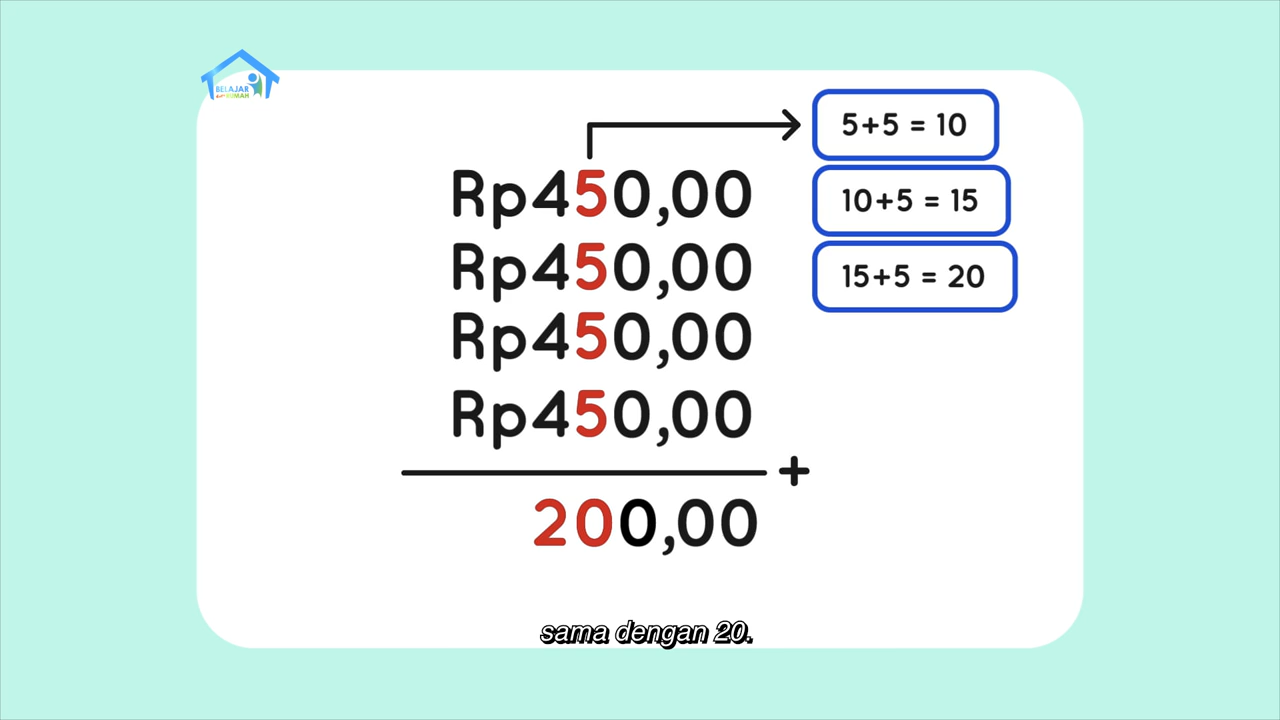 BELAJAR
RUMAH
5+5 = 10
10+5 = 15
15+5 = 20
Rp450,00
Rp450,00
Rp450,00
Rp450,00
+
200,00
sama dengan 20.